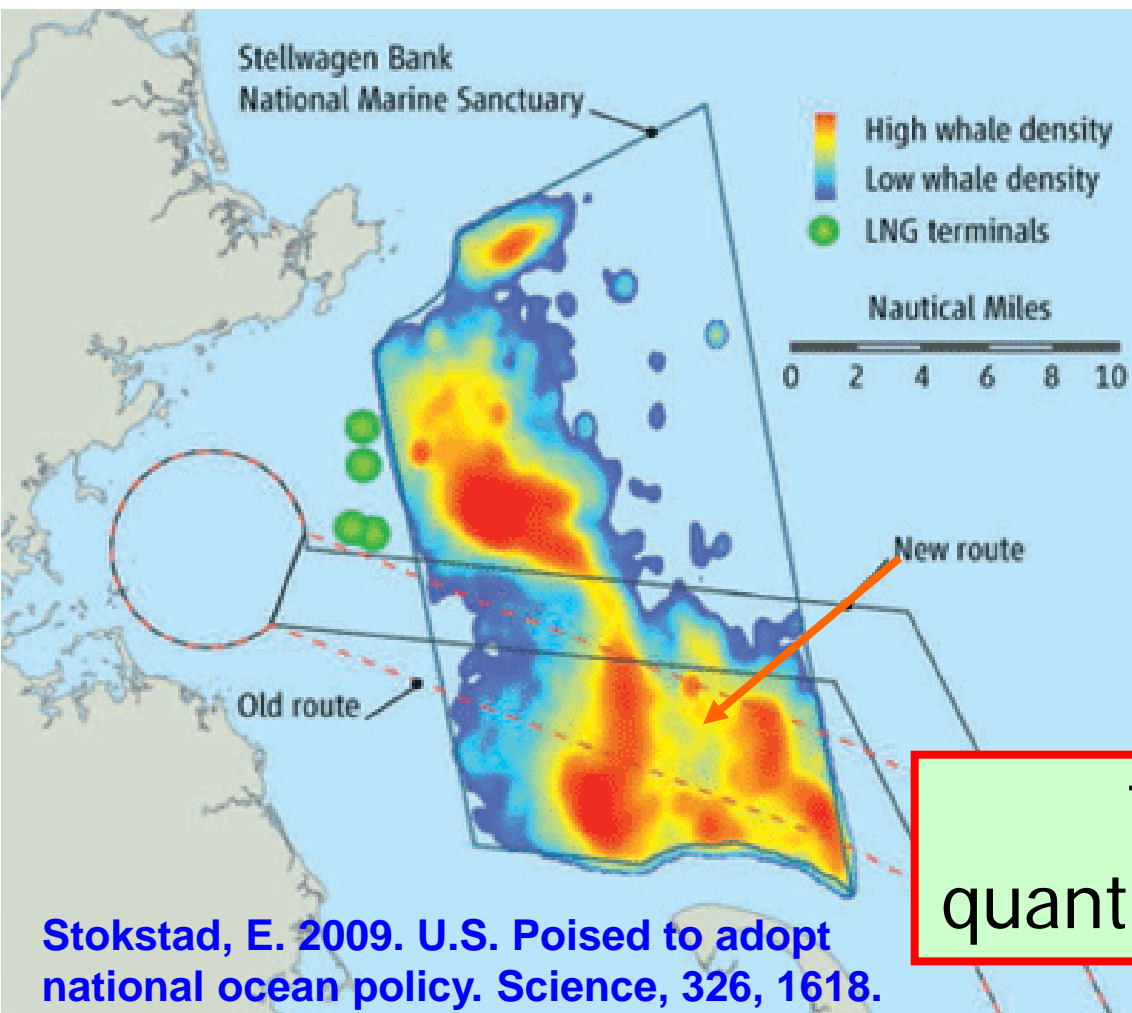 Stellwagen Bank
National Marine Sanctuary
High whale density
Low whale density
LNG terminals
Nautical Miles
0 2 4 6 8 10
New route
Old route
quant
Stokstad, E. 2009. U.S. Poised to adopt
national ocean policy. Science, 326, 1618.